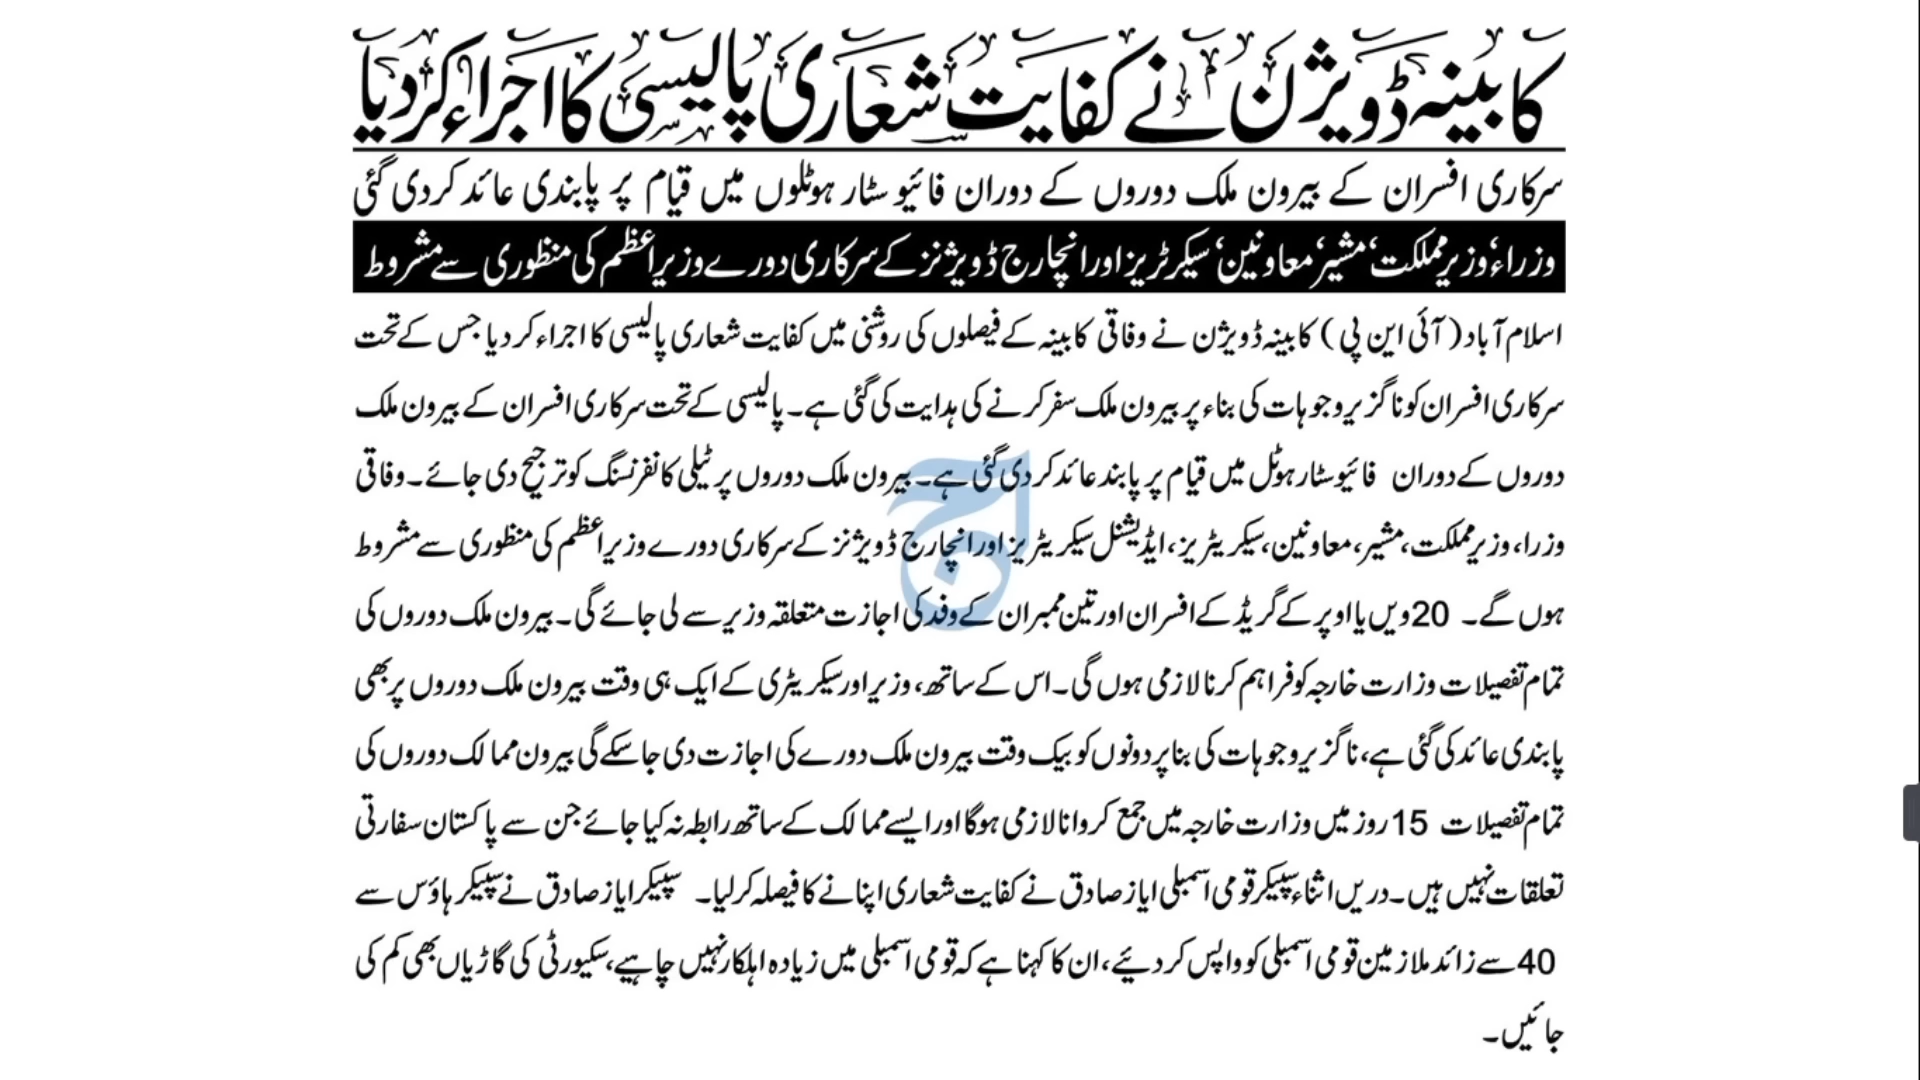 کابینہ ڈویژن نے کفایت شعاری پالیسی کا اجراء کردیا
سرکاری افسران کے بیرون ملک دوروں کے دوران فائیو سٹار ہوٹلوں میں قیام پر پابندی عائد کردی گئی
وزراء، وزیر مملکت، مشیر، معاونین، سیکرٹریز اور انچارج ڈویژنز کے سرکاری دورے وزیراعظم کی منظوری سے مشروط
اسلام آباد (آئی این پی) کابینہ ڈویژن نے وفاقی کابینہ کے فیصلوں کی روشنی میں کفایت شعاری پالیسی کا اجراء کر دیا جس کے تحت
سرکاری افسران کو ناگزیر وجوہات کی بناء پر بیرون ملک سفر کرنے کی ہدایت کی گئی ہے۔ پالیسی کے تحت سرکاری افسران کے بیرون ملک
دوروں کے دوران فائیو سٹار ہوٹل میں قیام پر پابند عائد کر دی گئی ہے۔ بیرون ملک دوروں پر ٹیلی کانفرنسنگ کو ترجیح دی جائے۔ وفاقی
وزرا، وزیر مملکت، مشیر، معاونین، سیکریٹریز، ایڈیشنل سیکریٹریز اور انچارج ڈویژنز کے سرکاری دورے وزیراعظم کی منظوری سے مشروط
ہوں گے۔ 20 ویں یا اوپر کے گریڈ کے افسران اور تین ممبران کے وفد کی اجازت متعلقہ وزیر سے لی جائے گی۔ بیرون ملک دوروں کی
تمام تفصیلات وزارت خارجہ کو فراہم کرنا لازمی ہوں گی۔ اس کے ساتھ، وزیر اور سیکریٹری کے ایک ہی وقت بیرون ملک دوروں پر بھی
پابندی عائد کی گئی ہے، ناگزیر وجوہات کی بنا پر دونوں کو بیک وقت بیرون ملک دورے کی اجازت دی جاسکے گی بیرون ممالک دوروں کی
تمام تفصیلات 15 روز میں وزارت خارجہ میں جمع کروانا لازمی ہوگا اور ایسے ممالک کے ساتھ رابطہ نہ کیا جائے جن سے پاکستان سفارتی
تعلقات نہیں ہیں۔ دریں اثناء سپیکر قومی اسمبلی ایاز صادق نے کفایت شعاری اپنانے کا فیصلہ کر لیا۔ سپیکر ایاز صادق نے سپیکر ہاؤس سے
40 سے زائد ملازمین قومی اسمبلی کو واپس کر دیئے، ان کا کہنا ہے کہ قومی اسمبلی میں زیادہ اہلکار نہیں چاہیے، سکیورٹی کی گاڑیاں بھی کم کی
جائیں۔